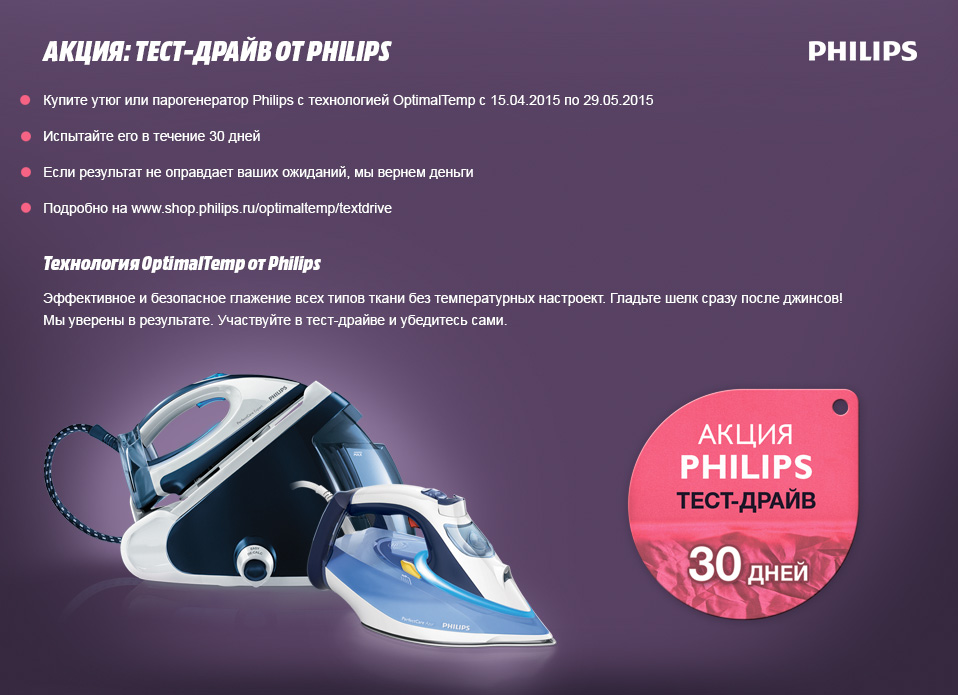 АКЦИЯ: ТЕСТ-ДРАЙВ ОТ PHILIPS
PHILIPS
Купите утюг или парогенератор Philips с технологией OptimalTemp с 15.04.2015 по 29.05.2015
Испытайте его в течение 30 дней
Если результат не оправдает ваших ожиданий, мы вернем деньги
Подробно на www.shop.philips.ru/optimaltemp/textdrive
Технология OptimalTemp от Philips
Эффективное и безопасное глажение всех типов ткани без температурных настроект. Гладьте шелк сразу после джинсов!
Мы уверены в результате. Участвуйте в тест-драйве и убедитесь сами.
PHILIPS
АКЦИЯ
PHILIPS
ТЕСТ-ДРАЙВ
30 ДНЕЙ
PHILIPS